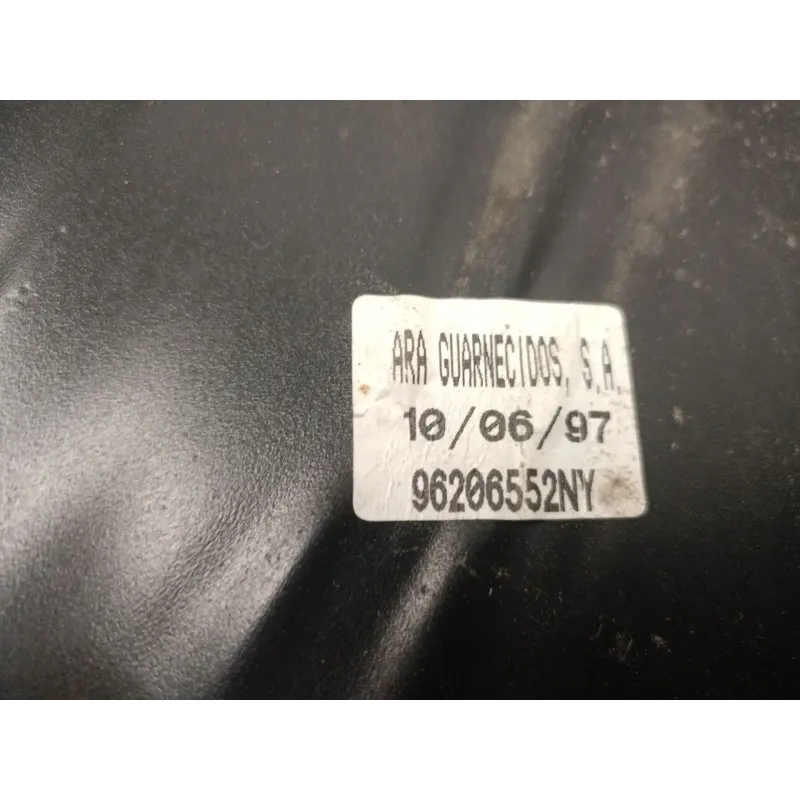 ARA GUARNECIDOS, S.A.
10/06/97
96206552NY